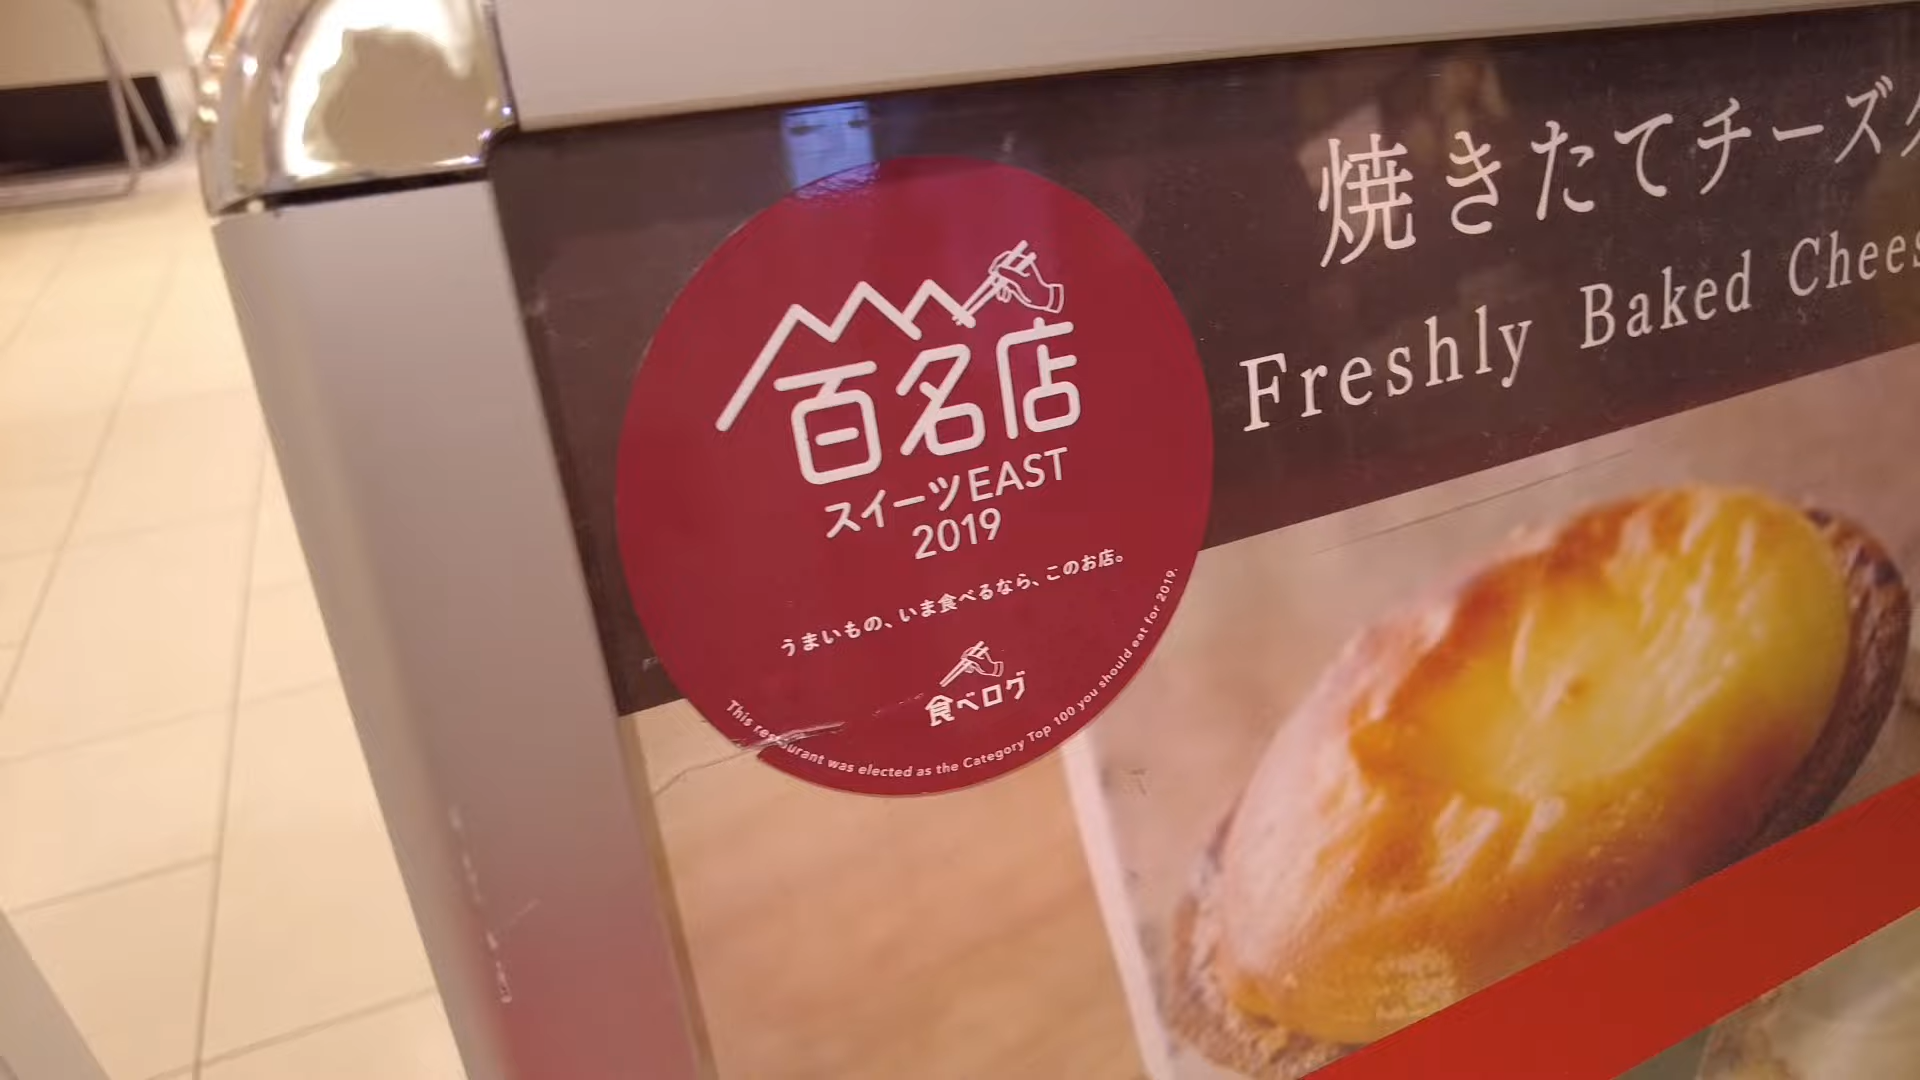 百名店
スイーツEAST
2019
うまいもの、いま食べるなら、このお店。
食べログ
This restaurant was elected as the Category Top 100 you should eat for 2019.
焼きたてチーズ
Freshly Baked Chees